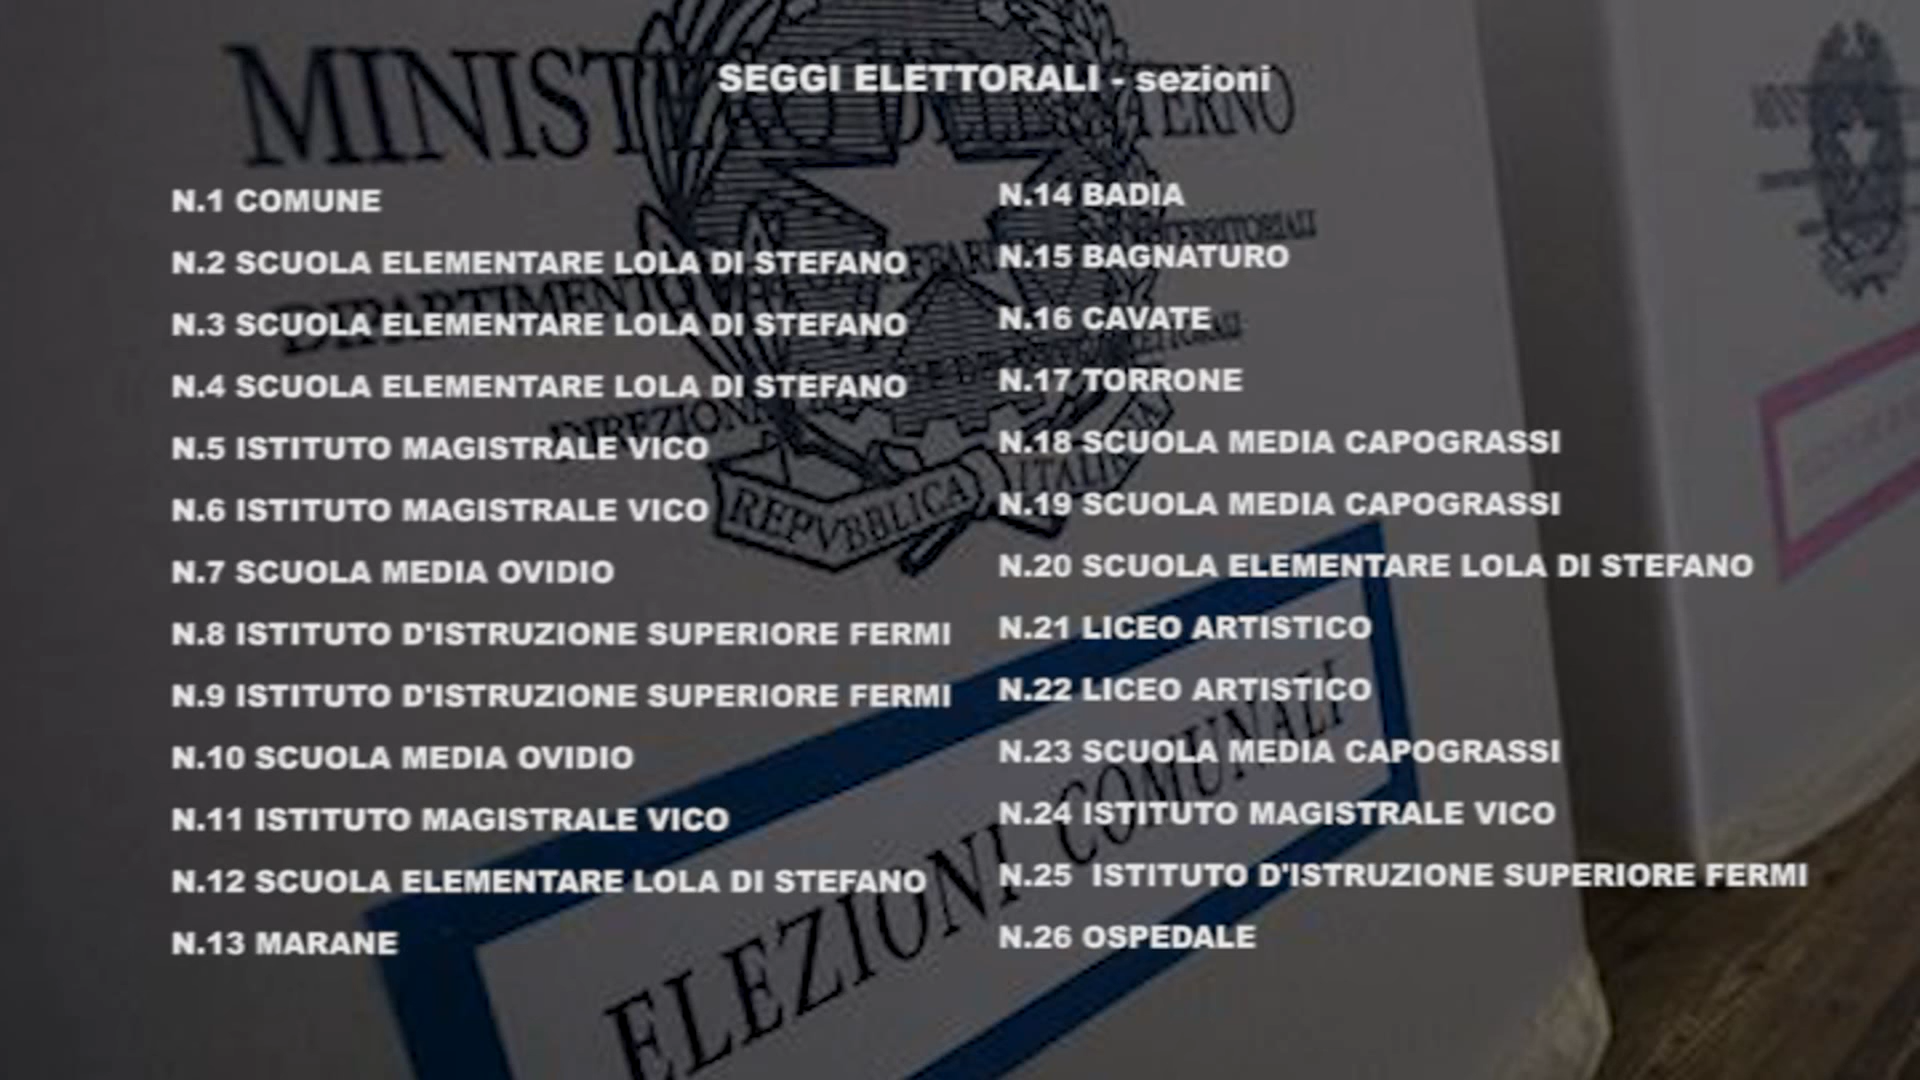 SEGGI ELETTORALI - sezioni
N.1 COMUNE
N.2 SCUOLA ELEMENTARE LOLA DI STEFANO
N.3 SCUOLA ELEMENTARE LOLA DI STEFANO
N.4 SCUOLA ELEMENTARE LOLA DI STEFANO
N.5 ISTITUTO MAGISTRALE VICO
N.6 ISTITUTO MAGISTRALE VICO
N.7 SCUOLA MEDIA OVIDIO
N.8 ISTITUTO D'ISTRUZIONE SUPERIORE FERMI
N.9 ISTITUTO D'ISTRUZIONE SUPERIORE FERMI
N.10 SCUOLA MEDIA OVIDIO
N.11 ISTITUTO MAGISTRALE VICO
N.12 SCUOLA ELEMENTARE LOLA DI STEFANO
N.13 MARANE
N.14 BADIA
N.15 BAGNATURO
N.16 CAVATE
N.17 TORRONE
N.18 SCUOLA MEDIA CAPOGRASSI
N.19 SCUOLA MEDIA CAPOGRASSI
N.20 SCUOLA ELEMENTARE LOLA DI STEFANO
N.21 LICEO ARTISTICO
N.22 LICEO ARTISTICO
N.23 SCUOLA MEDIA CAPOGRASSI
N.24 ISTITUTO MAGISTRALE VICO
N.25 ISTITUTO D'ISTRUZIONE SUPERIORE FERMI
N.26 OSPEDALE
DIPARTIMENTO
REPVBBLICA ITALIANA
ELEZIONI COMUNALI